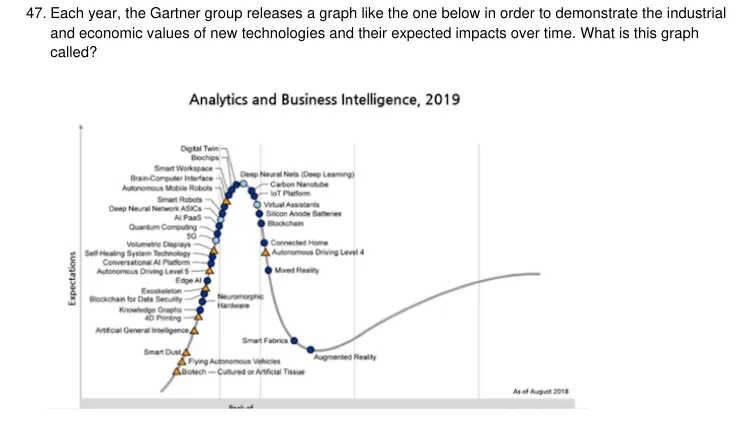 47. Each year, the Gartner group releases a graph like the one below in order to demonstrate the industrial
and economic values of new technologies and their expected impacts over time. What is this graph
called?
Analytics and Business Intelligence, 2019
Digital Twin
Biochips
Smart Workspace
Brain-Computer Interface
Autonomous Mobile Robots
Smart Robots
Deep Neural Network ASICs
AI PaaS
Quantum Computing
5G
Volumetric Displays
Self-Healing System Technology
Conversational AI Platform
Autonomous Driving Level 5
Edge AI
Exoskeleton
Blockchain for Data Security
Knowledge Graphs
4D Printing
Artificial General Intelligence
Smart Dust
Flying Autonomous Vehicles
Biotech — Cultured or Artificial Tissue
Deep Neural Nets (Deep Learning)
Carbon Nanotube
IoT Platform
Virtual Assistants
Silicon Anode Batteries
Blockchain
Connected Home
Autonomous Driving Level 4
Mixed Reality
Neuromorphic
Hardware
Smart Fabrics
Augmented Reality
Expectations
As of August 2018